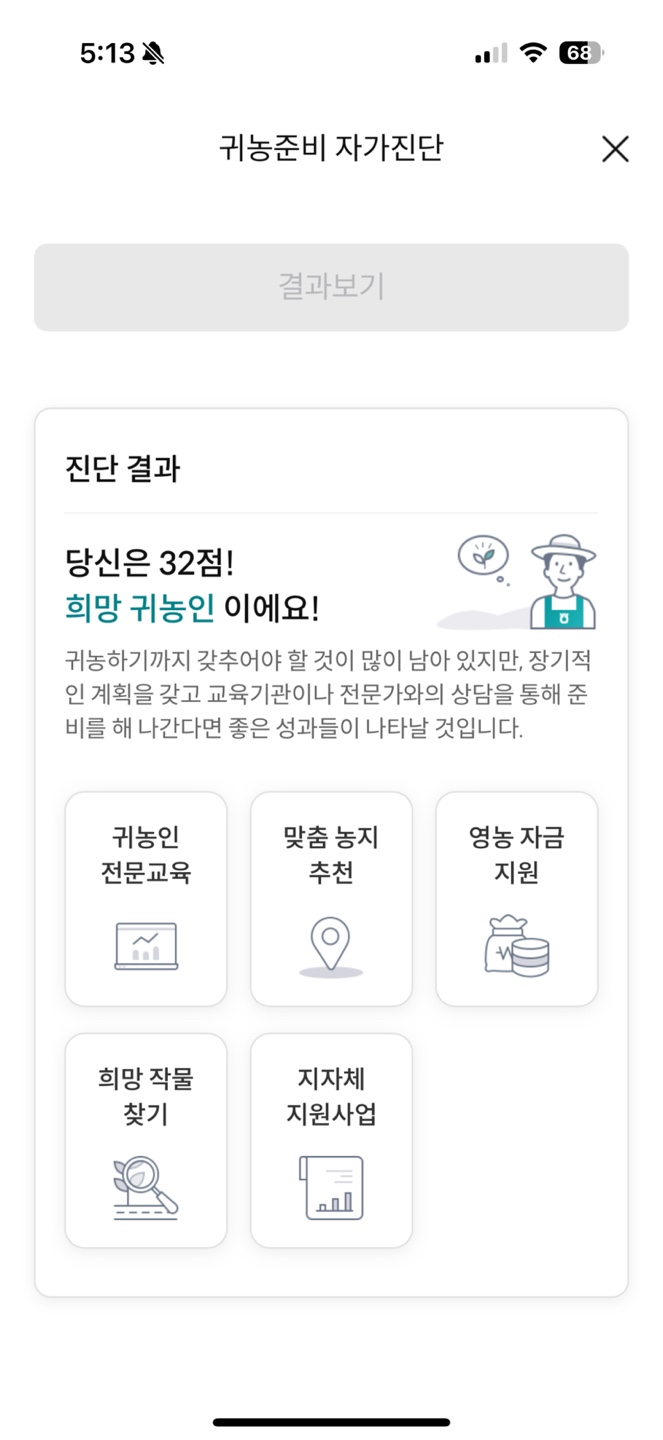 5:13
68
귀농준비 자가진단
결과보기
진단 결과
당신은 32점!
희망 귀농인 이에요!
귀농하기까지 갖추어야 할 것이 많이 남아 있지만, 장기적
인 계획을 갖고 교육기관이나 전문가와의 상담을 통해 준
비를 해 나간다면 좋은 성과들이 나타날 것입니다.
귀농인
전문교육
맞춤 농지
추천
영농 자금
지원
희망 작물
찾기
지자체
지원사업